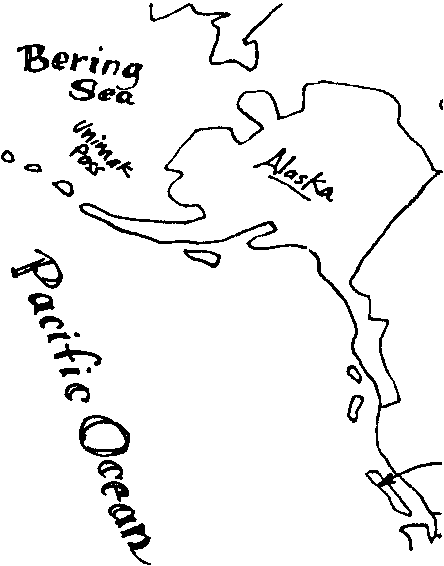 Bering
Sea
Unimak
Pass
Alaska
Pacific Ocean